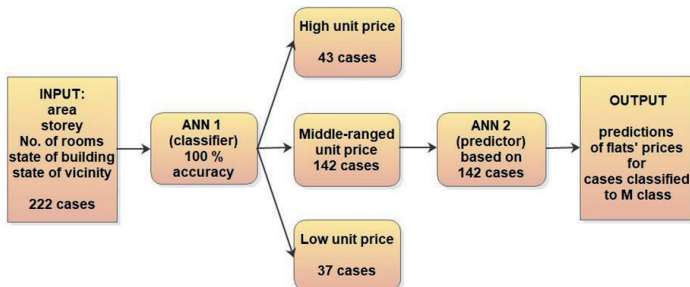 INPUT:
area
storey
No. of rooms
state of building
state of vicinity
222 cases
ANN 1
(classifier)
100 %
accuracy
High unit price
43 cases
Middle-ranged
unit price
142 cases
Low unit price
37 cases
ANN 2
(predictor)
based on
142 cases
OUTPUT
predictions
of flats' prices
for
cases classified
to M class